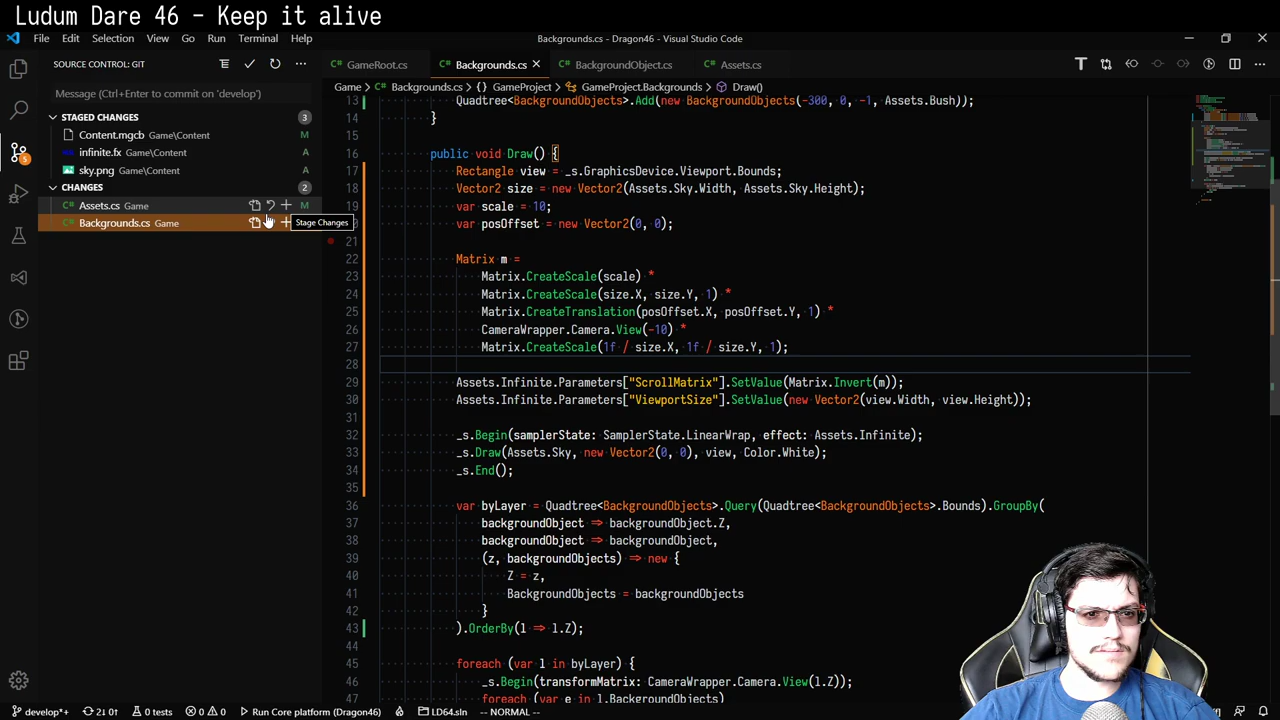 Ludum Dare 46 - Keep it alive
File Edit Selection View Go Run Terminal Help
Backgrounds.cs - Dragon46 - Visual Studio Code
SOURCE CONTROL: GIT
GameRoot.cs Backgrounds.cs BackgroundObject.cs Assets.cs
Game > Backgrounds.cs > {} GameProject > GameProject.Backgrounds > Draw()
Message (Ctrl+Enter to commit on 'develop')
STAGED CHANGES 3
Content.mgcb Game\Content M
infinite.fx Game\Content A
sky.png Game\Content A
CHANGES 2
Assets.cs Game M
Backgrounds.cs Game
Stage Changes
5
13 Quadtree<BackgroundObjects>.Add(new BackgroundObjects(-300, 0, -1, Assets.Bush));
14 }
15
16 public void Draw() {
17 Rectangle view = _s.GraphicsDevice.Viewport.Bounds;
18 Vector2 size = new Vector2(Assets.Sky.Width, Assets.Sky.Height);
19 var scale = 10;
20 var posOffset = new Vector2(0, 0);
21
22 Matrix m =
23 Matrix.CreateScale(scale) *
24 Matrix.CreateScale(size.X, size.Y, 1) *
25 Matrix.CreateTranslation(posOffset.X, posOffset.Y, 1) *
26 CameraWrapper.Camera.View(-10) *
27 Matrix.CreateScale(1f / size.X, 1f / size.Y, 1);
28
29 Assets.Infinite.Parameters["ScrollMatrix"].SetValue(Matrix.Invert(m));
30 Assets.Infinite.Parameters["ViewportSize"].SetValue(new Vector2(view.Width, view.Height));
31
32 _s.Begin(samplerState: SamplerState.LinearWrap, effect: Assets.Infinite);
33 _s.Draw(Assets.Sky, new Vector2(0, 0), view, Color.White);
34 _s.End();
35
36 var byLayer = Quadtree<BackgroundObjects>.Query(Quadtree<BackgroundObjects>.Bounds).GroupBy(
37 backgroundObject => backgroundObject.Z,
38 backgroundObject => backgroundObject,
39 (z, backgroundObjects) => new {
40 Z = z,
41 BackgroundObjects = backgroundObjects
42 }
43 ).OrderBy(l => l.Z);
44
45 foreach (var l in byLayer) {
46 _s.Begin(transformMatrix: CameraWrapper.Camera.View(l.Z));
47 foreach (var e in l.BackgroundObjects)
develop*+ 2↓ 0↑ 0 tests 0 0 Run Core platform (Dragon46) LD64.sln -- NORMAL --